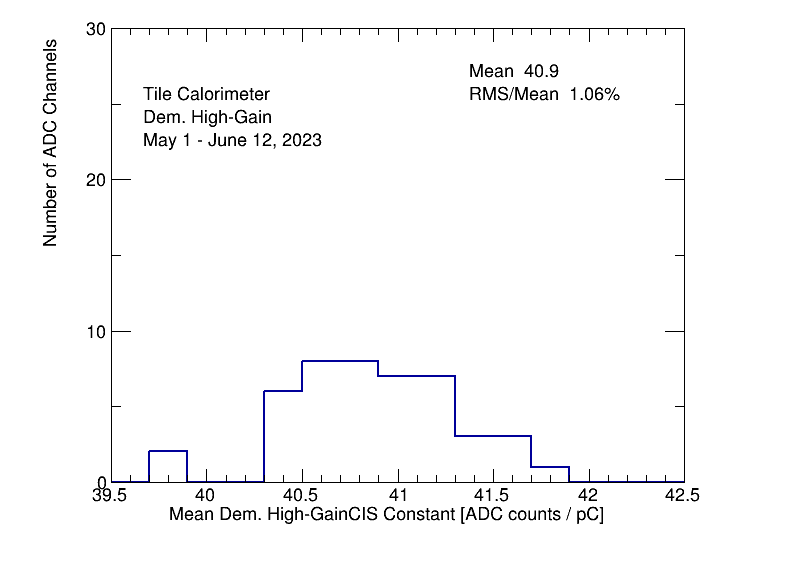 30
Mean 40.9
Tile Calorimeter
RMS/Mean 1.06%
Dem. High-Gain
May 1 - June 12, 2023
Number of ADC Channels
20
10
0
39.5 40 40.5 41 41.5 42 42.5
Mean Dem. High-GainCIS Constant [ADC counts / pC]